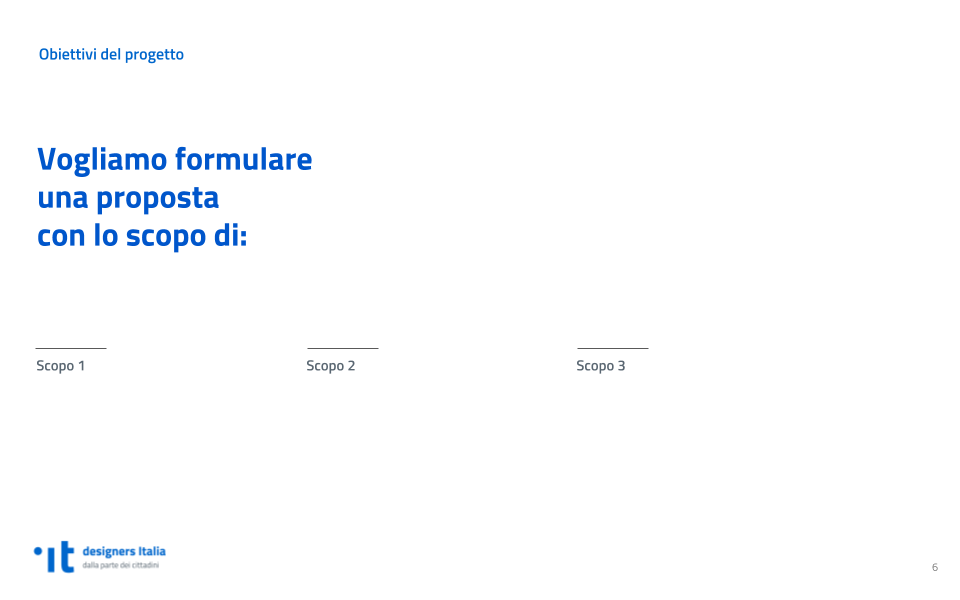 Obiettivi del progetto
Vogliamo formulare
una proposta
con lo scopo di:
Scopo 1
Scopo 2
Scopo 3
it designers Italia
dalla parte dei cittadini
6